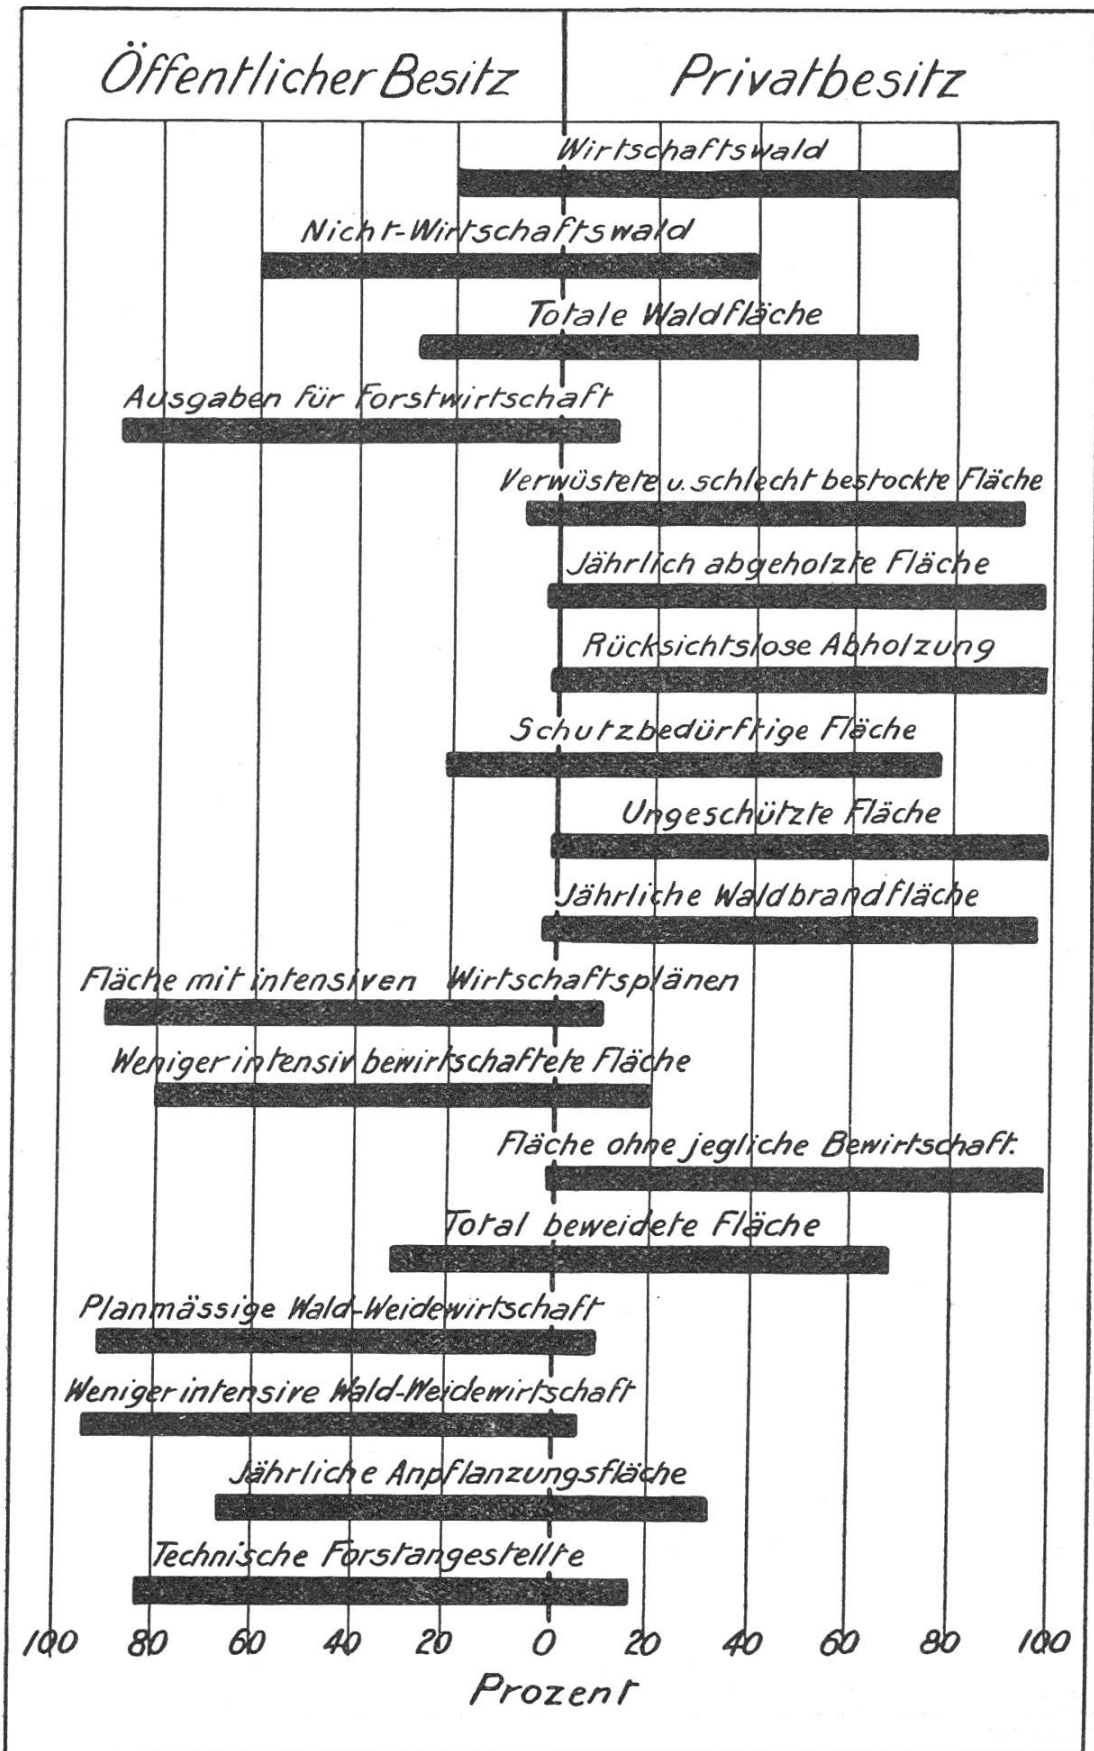 Öffentlicher Besitz
Privatbesitz
Wirtschaftswald
Nicht-Wirtschaftswald
Totale Waldfläche
Ausgaben für Forstwirtschaft
Verwüstete u. schlecht bestockte Fläche
Jährlich abgeholzte Fläche
Rücksichtslose Abholzung
Schutzbedürftige Fläche
Ungeschützte Fläche
Jährliche Waldbrandfläche
Fläche mit intensiven Wirtschaftsplänen
Weniger intensiv bewirtschaftete Fläche
Fläche ohne jegliche Bewirtschaft.
Total beweidete Fläche
Planmässige Wald-Weidewirtschaft
Weniger intensive Wald-Weidewirtschaft
Jährliche Anpflanzungsfläche
Technische Forstangestellte
100 80 60 40 20 0 20 40 60 80 100
Prozent